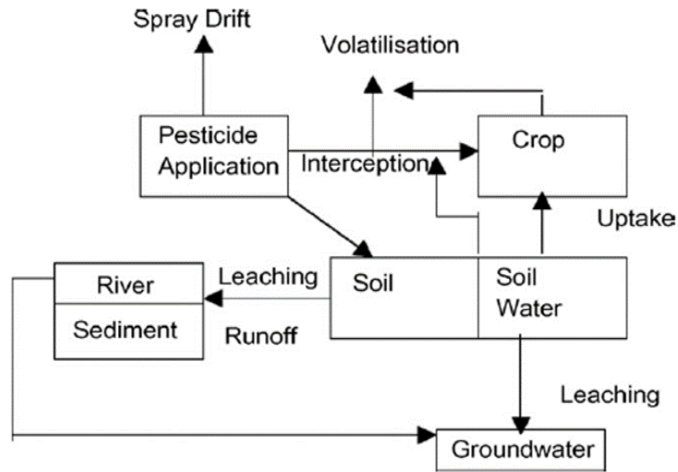 Spray Drift
Volatilisation
Pesticide
Application
Interception
Crop
Uptake
River
Sediment
Leaching
Runoff
Soil
Soil
Water
Leaching
Groundwater